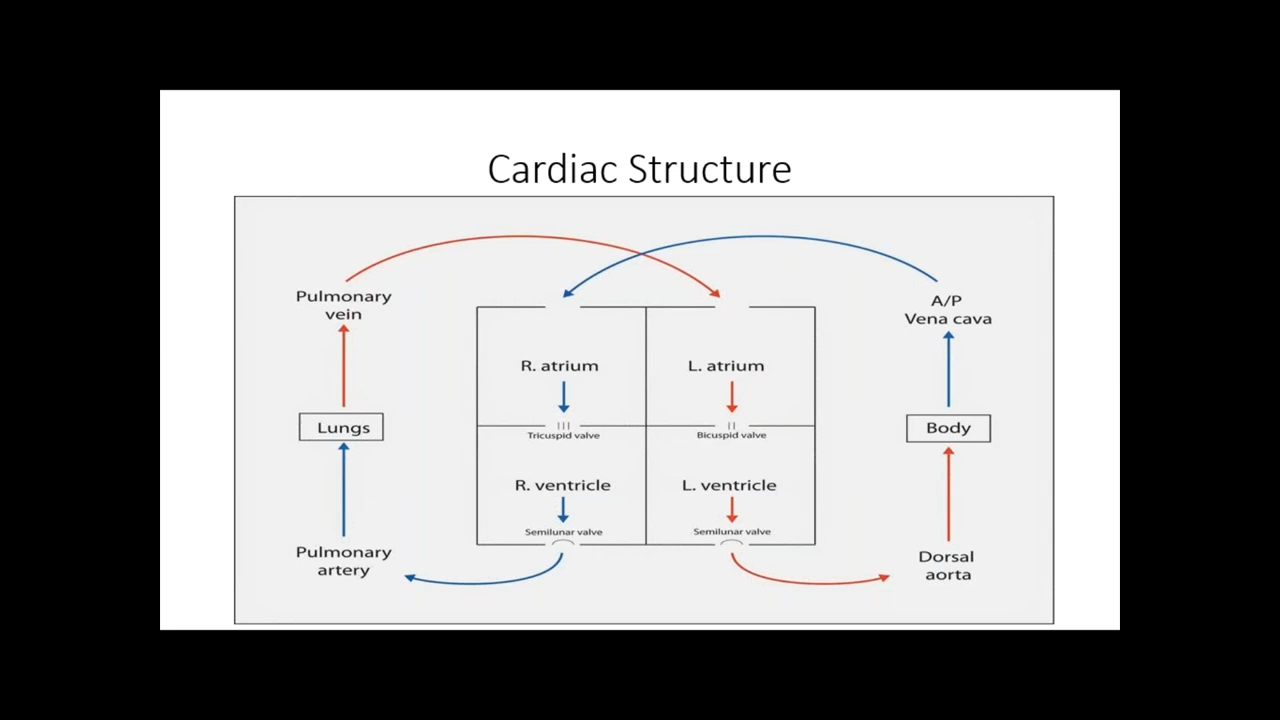 Cardiac Structure
Pulmonary
vein
A/P
Vena cava
R. atrium
L. atrium
Lungs
Tricuspid valve
Bicuspid valve
Body
R. ventricle
L. ventricle
Semilunar valve
Semilunar valve
Pulmonary
artery
Dorsal
aorta